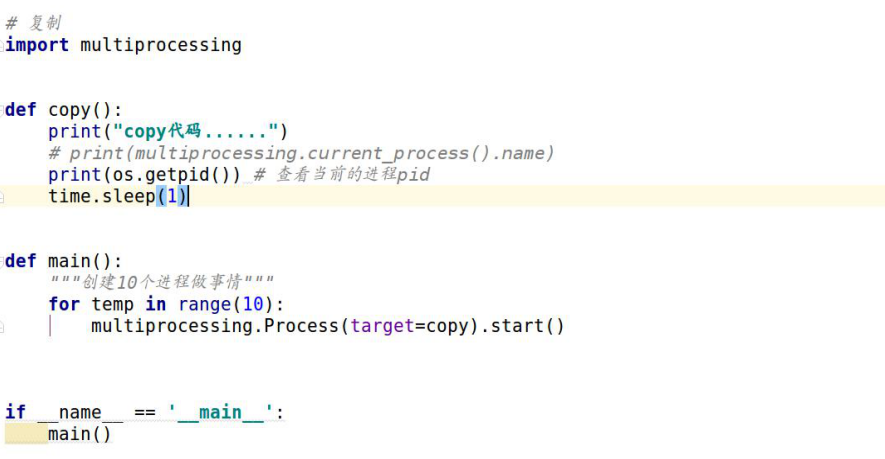 # 复制
import multiprocessing
def copy():
    print("copy代码......")
    # print(multiprocessing.current_process().name)
    print(os.getpid()) # 查看当前的进程pid
    time.sleep(1)
def main():
    """创建10个进程做事情"""
    for temp in range(10):
        multiprocessing.Process(target=copy).start()
if __name__ == '__main__':
    main()